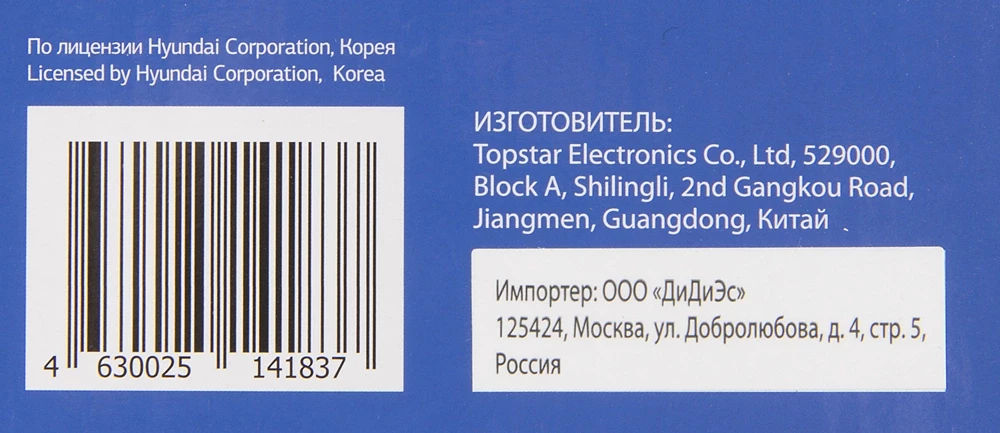 По лицензии Hyundai Corporation, Корея
Licensed by Hyundai Corporation, Korea
4 630025 141837
ИЗГОТОВИТЕЛЬ:
Topstar Electronics Co., Ltd, 529000,
Block A, Shilingli, 2nd Gangkou Road,
Jiangmen, Guangdong, Китай
Импортер: ООО «ДиДиЭс»
125424, Москва, ул. Добролюбова, д. 4, стр. 5,
Россия